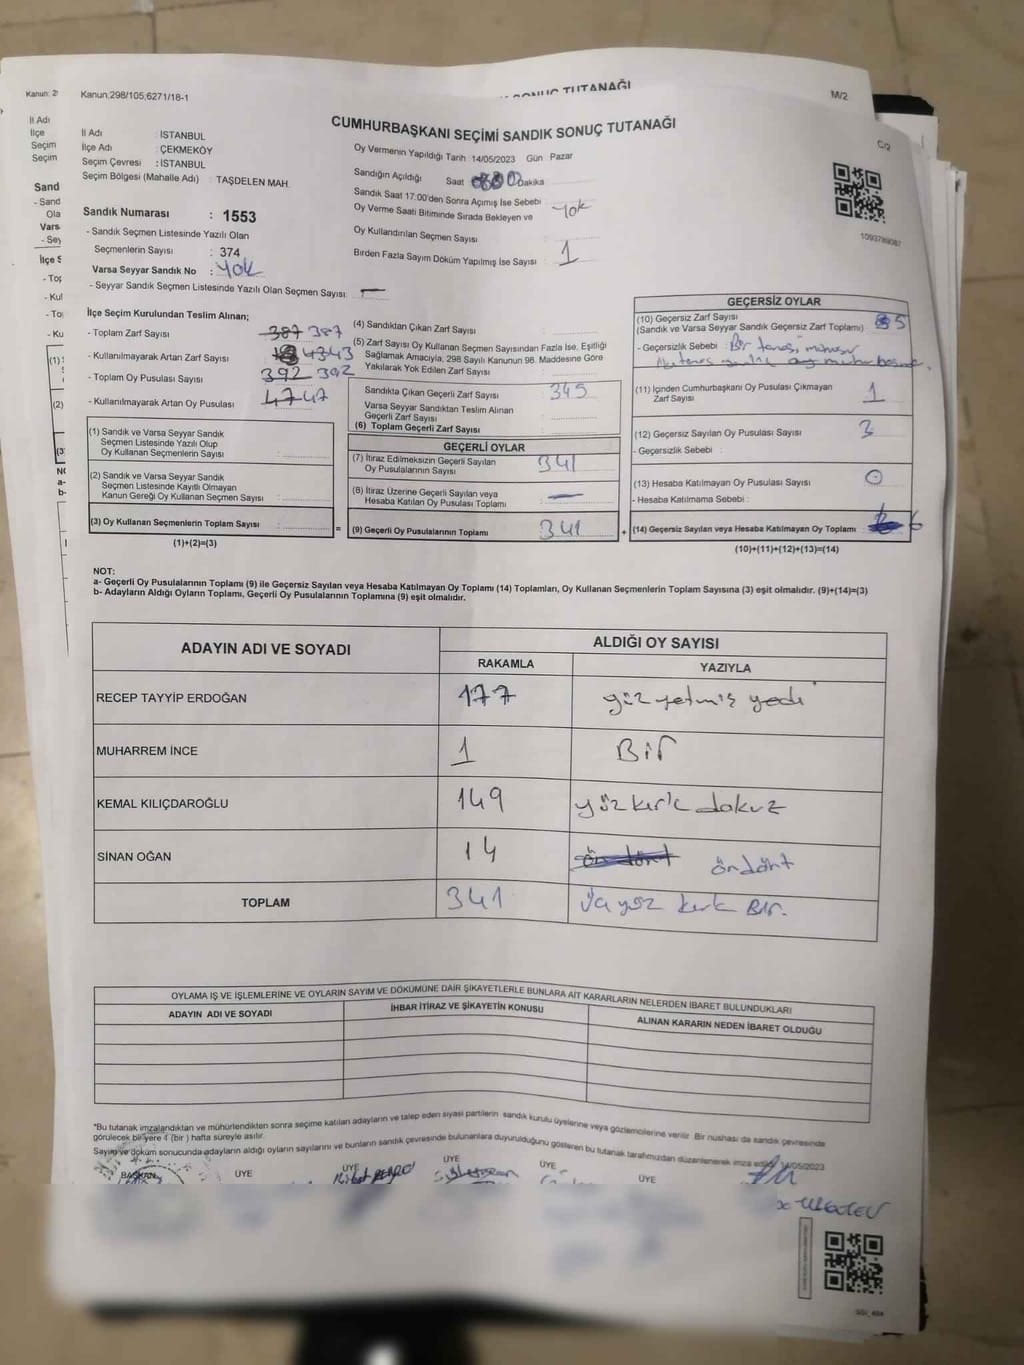 SONUÇ TUTANAĞI
M/2
Kanun: 2
Kanun;298/105;6271/18-1
CUMHURBAŞKANI SEÇİMİ SANDIK SONUÇ TUTANAĞI
C/2
İl Adı
İlçe
Seçim
Seçim
İl Adı : İSTANBUL
İlçe Adı : ÇEKMEKÖY
Seçim Çevresi : İSTANBUL
Seçim Bölgesi (Mahalle Adı) : TAŞDELEN MAH.
Sandık Numarası : 1553
- Sandık Seçmen Listesinde Yazılı Olan
Seçmenlerin Sayısı : 374
Varsa Seyyar Sandık No : Yok
- Seyyar Sandık Seçmen Listesinde Yazılı Olan Seçmen Sayısı: —
Oy Vermenin Yapıldığı Tarih 14/05/2023 Gün Pazar
Sandığın Açıldığı Saat Dakika
Sandık Saat 17:00'den Sonra Açımış İse Sebebi
Oy Verme Saati Bitiminde Sırada Bekleyen ve Yok
Oy Kullandırılan Seçmen Sayısı :
Birden Fazla Sayım Döküm Yapılmış İse Sayısı : 1
1093789087
İlçe Seçim Kurulundan Teslim Alınan;
- Toplam Zarf Sayısı 387 387
- Kullanılmayarak Artan Zarf Sayısı : 43 43
- Toplam Oy Pusulası Sayısı 392 392
- Kullanılmayarak Artan Oy Pusulası : 47 47
(1) Sandık ve Varsa Seyyar Sandık
Seçmen Listesinde Yazılı Olup
Oy Kullanan Seçmenlerin Sayısı :
(2) Sandık ve Varsa Seyyar Sandık
Seçmen Listesinde Kayıtlı Olmayan
Kanun Gereği Oy Kullanan Seçmen Sayısı :
(3) Oy Kullanan Seçmenlerin Toplam Sayısı : =
(1)+(2)=(3)
(4) Sandıktan Çıkan Zarf Sayısı :
(5) Zarf Sayısı Oy Kullanan Seçmen Sayısından Fazla İse, Eşitliği
Sağlamak Amacıyla, 298 Sayılı Kanunun 98. Maddesine Göre
Yakılarak Yok Edilen Zarf Sayısı :
Sandıkta Çıkan Geçerli Zarf Sayısı : 345
Varsa Seyyar Sandıktan Teslim Alınan
Geçerli Zarf Sayısı :
(6) Toplam Geçerli Zarf Sayısı :
GEÇERLİ OYLAR
(7) İtiraz Edilmeksizin Geçerli Sayılan
Oy Pusulalarının Sayısı : 341
(8) İtiraz Üzerine Geçerli Sayılan veya
Hesaba Katılan Oy Pusulası Toplamı : —
(9) Geçerli Oy Pusulalarının Toplamı : 341 +
GEÇERSİZ OYLAR
(10) Geçersiz Zarf Sayısı
(Sandık ve Varsa Seyyar Sandık Geçersiz Zarf Toplamı) : 5
- Geçersizlik Sebebi : Bir tanesi
(11) İçinden Cumhurbaşkanı Oy Pusulası Çıkmayan
Zarf Sayısı : 1
(12) Geçersiz Sayılan Oy Pusulası Sayısı : 3
- Geçersizlik Sebebi :
(13) Hesaba Katılmayan Oy Pusulası Sayısı : 0
- Hesaba Katılmama Sebebi :
(14) Geçersiz Sayılan veya Hesaba Katılmayan Oy Toplamı : 6
(10)+(11)+(12)+(13)=(14)
NOT:
a- Geçerli Oy Pusulalarının Toplamı (9) ile Geçersiz Sayılan veya Hesaba Katılmayan Oy Toplamı (14) Toplamları, Oy Kullanan Seçmenlerin Toplam Sayısına (3) eşit olmalıdır. (9)+(14)=(3)
b- Adayların Aldığı Oyların Toplamı, Geçerli Oy Pusulalarının Toplamına (9) eşit olmalıdır.
ADAYIN ADI VE SOYADI
ALDIĞI OY SAYISI
RAKAMLA YAZIYLA
RECEP TAYYİP ERDOĞAN 177 yüz yetmiş yedi
MUHARREM İNCE 1 Bir
KEMAL KILIÇDAROĞLU 149 yüz kırk dokuz
SİNAN OĞAN 14 ön dört öndört
TOPLAM 341 kırk Bir.
OYLAMA İŞ VE İŞLEMLERİNE VE OYLARIN SAYIM VE DÖKÜMÜNE DAİR ŞİKAYETLERLE BUNLARA AİT KARARLARIN NELERDEN İBARET BULUNDUKLARI
ADAYIN ADI VE SOYADI
İHBAR İTİRAZ VE ŞİKAYETİN KONUSU
ALINAN KARARIN NEDEN İBARET OLDUĞU
*Bu tutanak imzalandıktan ve mühürlendikten sonra seçime katılan adayların ve talep eden siyasi partilerin sandık kurulu üyelerine veya gözlemcilerine verilir. Bir nushası da sandık çevresinde
görülecek bir yere 1 (bir) hafta süreyle asılır.
Sayım ve döküm sonucunda adayların aldığı oyların sayılarını ve bunların sandık çevresinde bulunanlara duyurulduğunu gösteren bu tutanak tarafımızdan düzenlenerek imza edildi. 14/05/2023
BAŞKAN ÜYE ÜYE ÜYE ÜYE